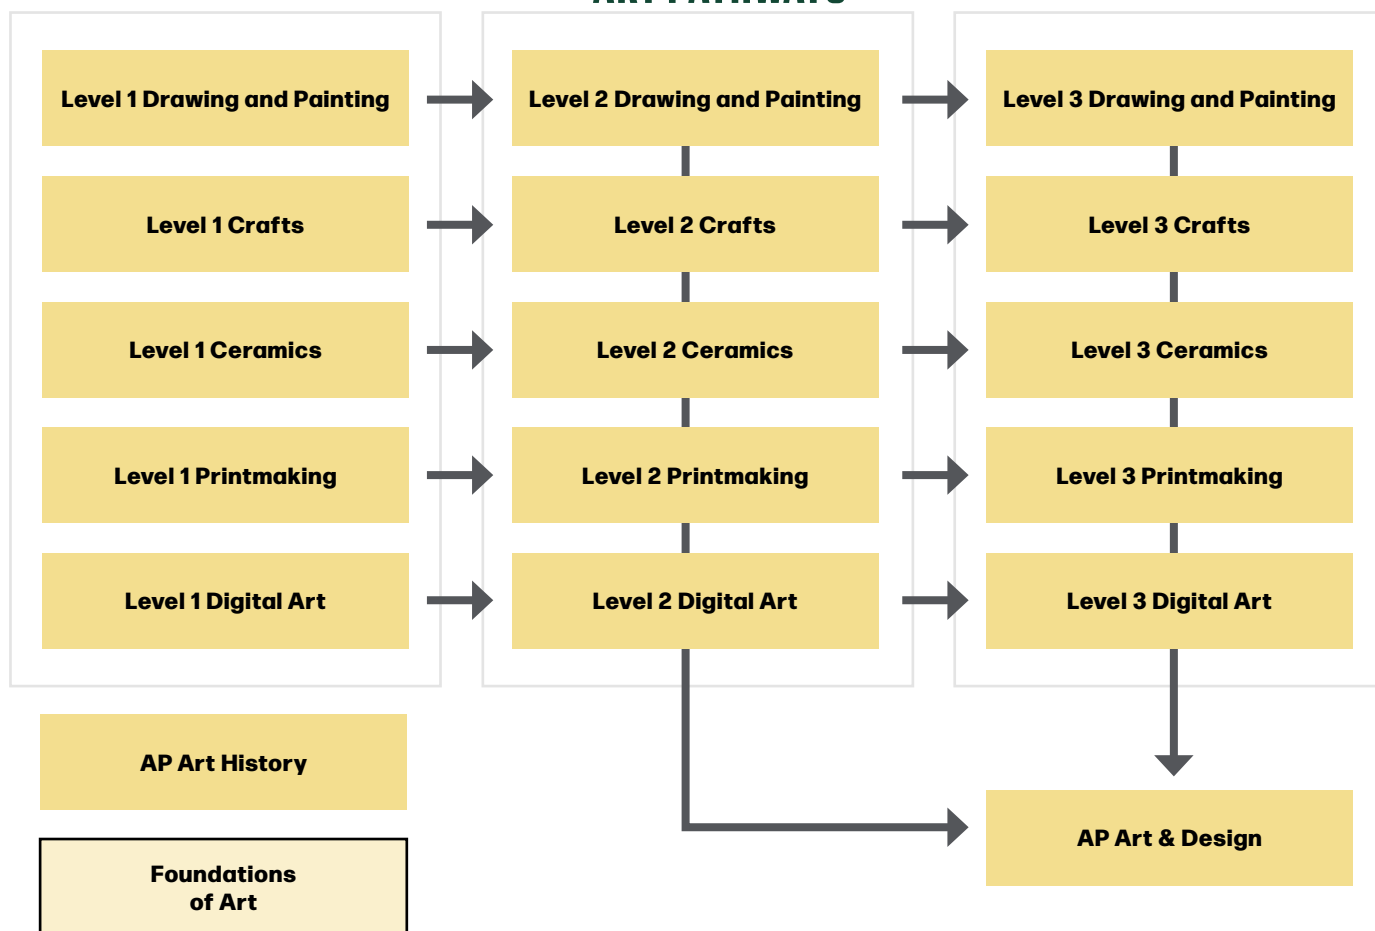 ART PATHWAYS
Level 1 Drawing and Painting
Level 2 Drawing and Painting
Level 3 Drawing and Painting
Level 1 Crafts
Level 2 Crafts
Level 3 Crafts
Level 1 Ceramics
Level 2 Ceramics
Level 3 Ceramics
Level 1 Printmaking
Level 2 Printmaking
Level 3 Printmaking
Level 1 Digital Art
Level 2 Digital Art
Level 3 Digital Art
AP Art History
AP Art & Design
Foundations
of Art